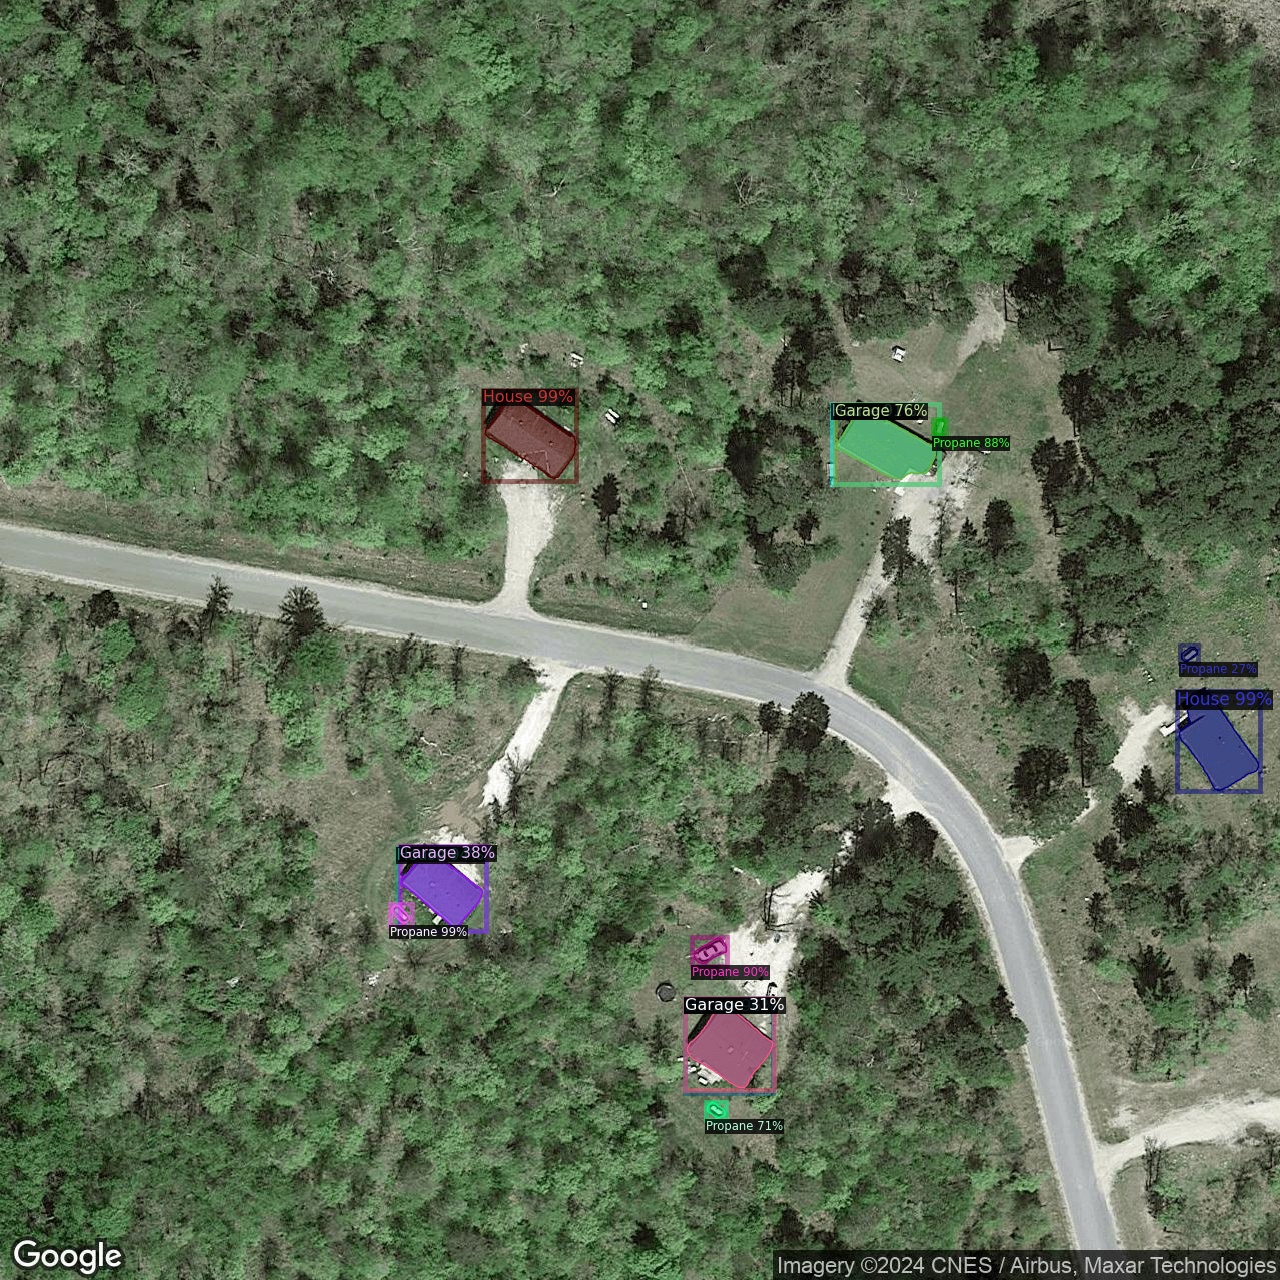 House 99%
Garage 76%
Propane 88%
Propane 27%
House 99%
Garage 38%
Propane 99%
Propane 90%
Garage 31%
Propane 71%
Google
Imagery ©2024 CNES / Airbus, Maxar Technologies